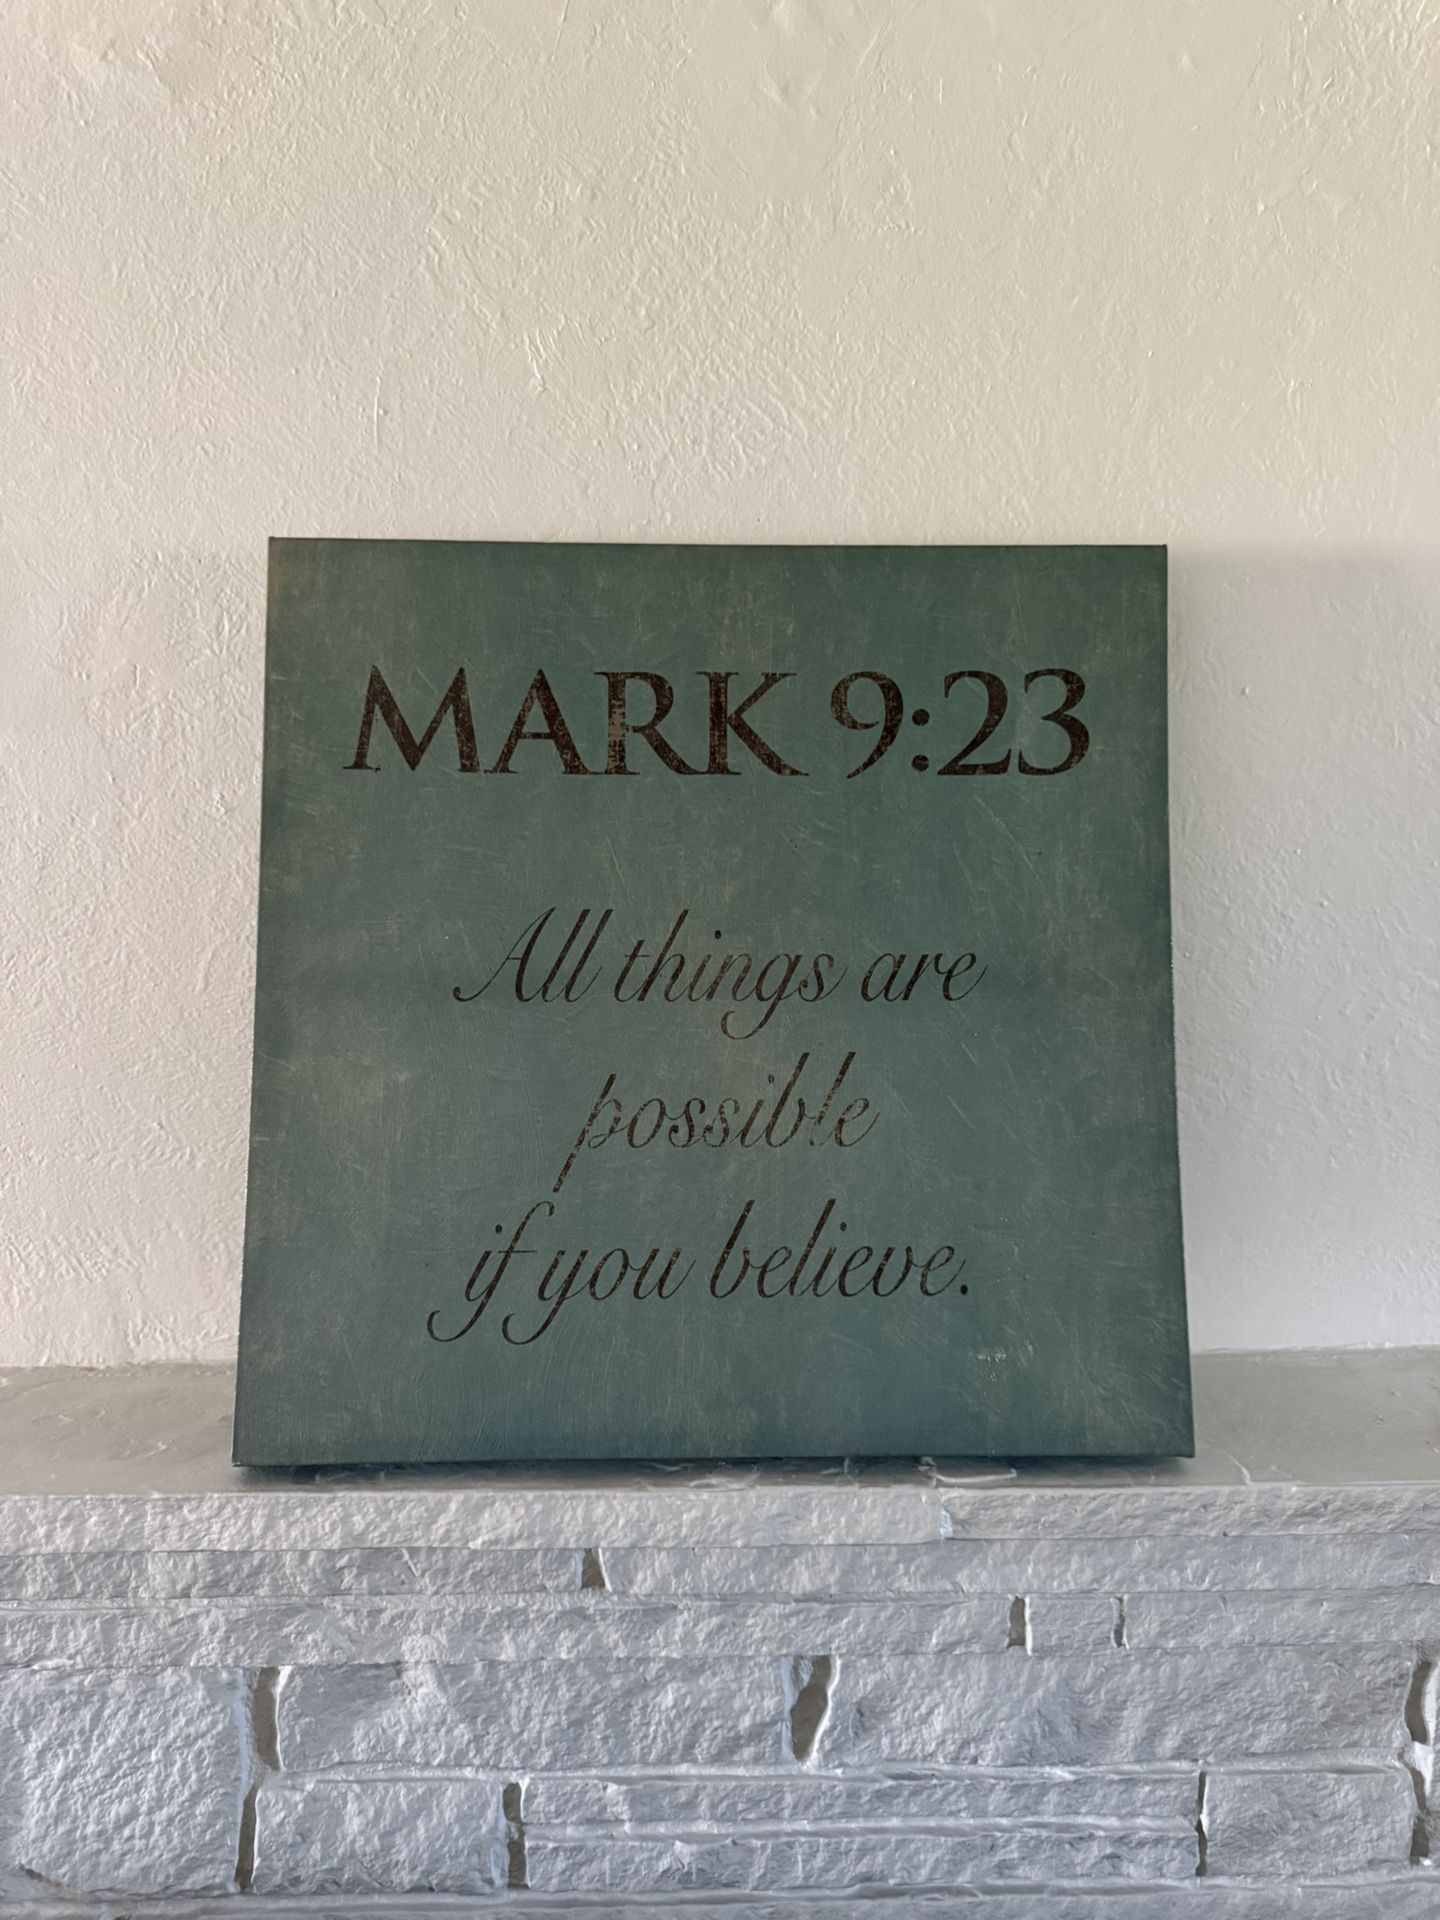 MARK 9:23
All things are
possible
if you believe.